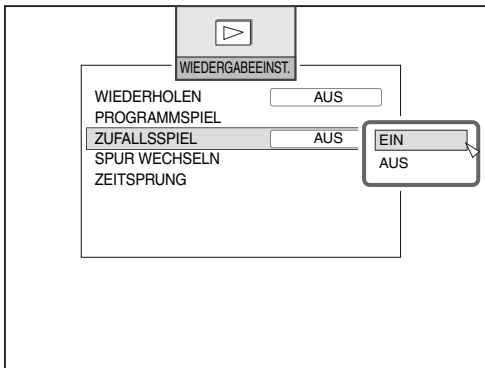 WIEDERGABEEINST.
WIEDERHOLEN AUS
PROGRAMMSPIEL
ZUFALLSSPIEL AUS EIN
SPUR WECHSELN AUS
ZEITSPRUNG